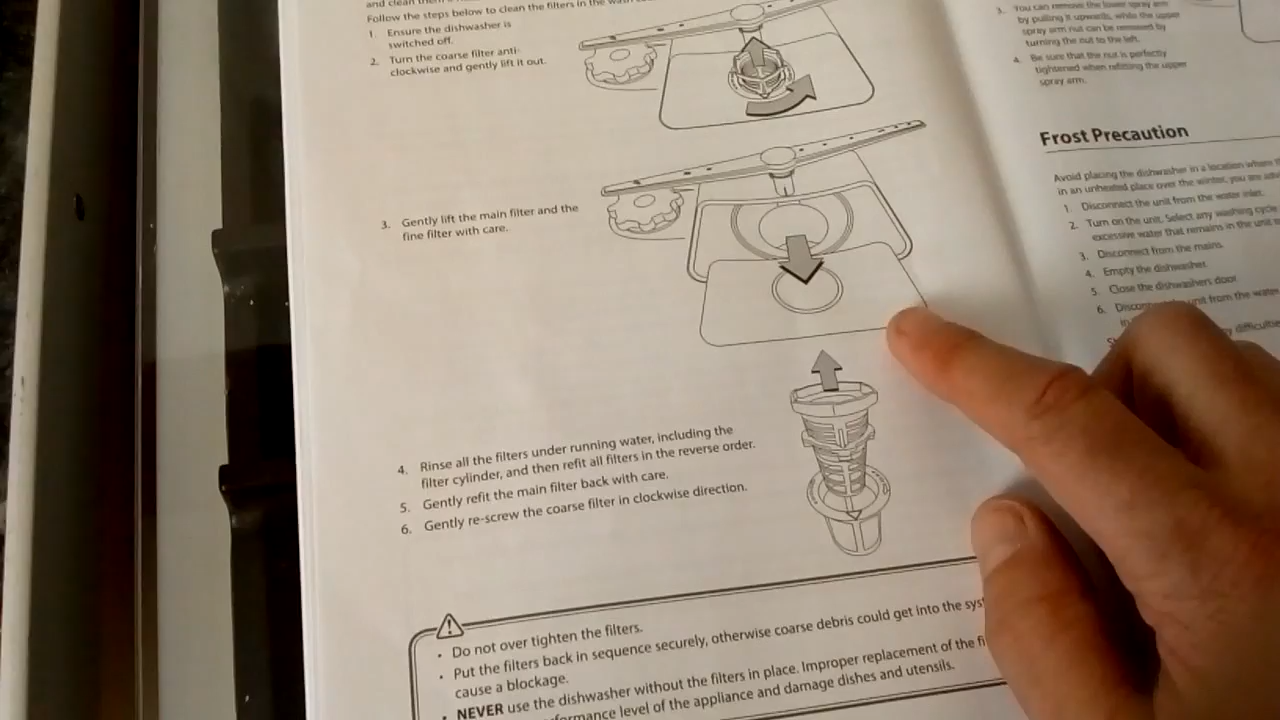 Follow the steps below to clean the filters in the
1. Ensure the dishwasher is
switched off.
2. Turn the coarse filter anti-
clockwise and gently lift it out.
3. Gently lift the main filter and the
fine filter with care.
4. Rinse all the filters under running water, including the
filter cylinder, and then refit all filters in the reverse order.
5. Gently refit the main filter back with care.
6. Gently re-screw the coarse filter in clockwise direction.
• Do not over tighten the filters.
• Put the filters back in sequence securely, otherwise coarse debris could get into the
cause a blockage.
• NEVER use the dishwasher without the filters in place. Improper replacement of the
level of the appliance and damage dishes and utensils.
3. You can remove the lower spray arm
by pulling it upwards, while the upper
spray arm nut can be removed by
turning the nut to the left.
4. Be sure that the nut is perfectly
tightened when refitting the upper
spray arm.
Frost Precaution
Avoid placing the dishwasher in a location where
in an unheated place over the winter, you are
1. Disconnect the unit from the water inlet.
2. Turn on the unit. Select any washing cycle
excessive water that remains in the unit
3. Disconnect from the mains.
4. Empty the dishwasher.
5. Close the dishwashers door.
6. unit from the water